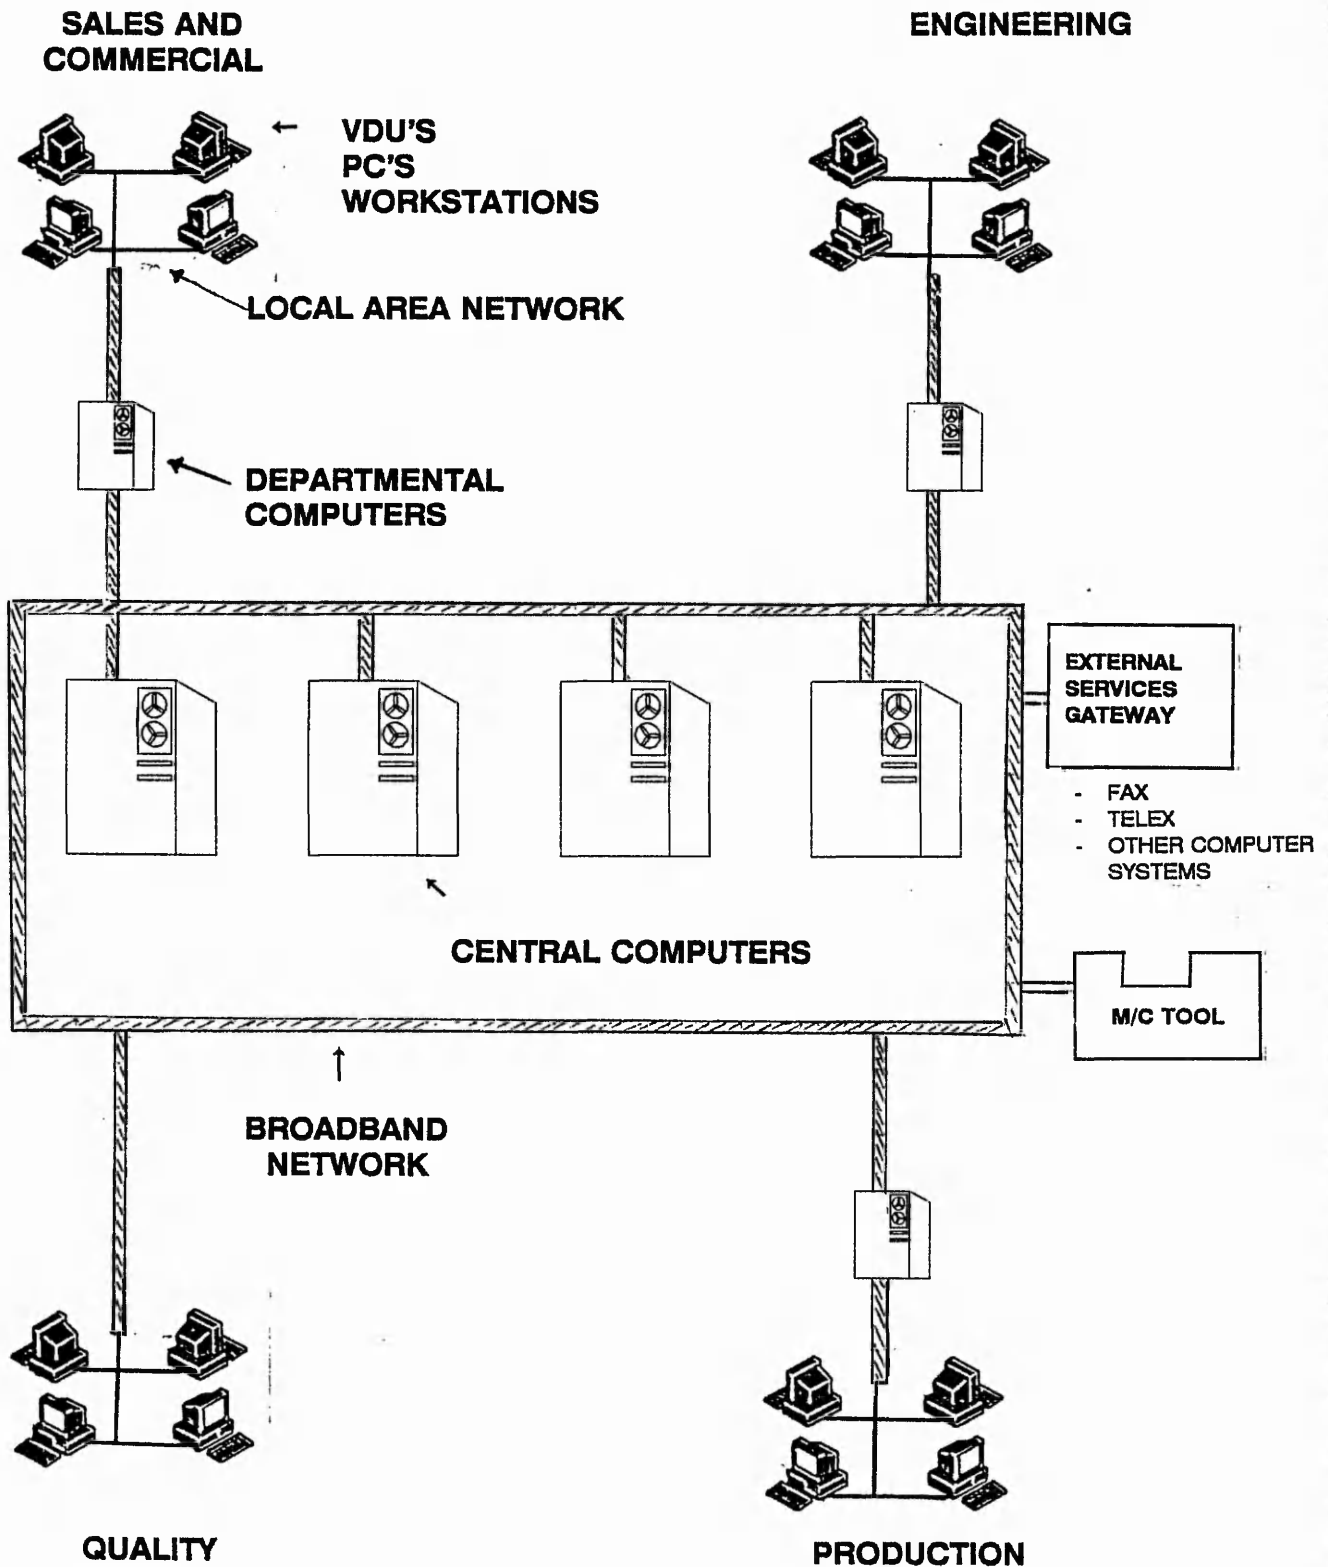 SALES AND
COMMERCIAL
ENGINEERING
VDU'S
PC'S
WORKSTATIONS
LOCAL AREA NETWORK
DEPARTMENTAL
COMPUTERS
EXTERNAL
SERVICES
GATEWAY
- FAX
- TELEX
- OTHER COMPUTER
SYSTEMS
CENTRAL COMPUTERS
M/C TOOL
BROADBAND
NETWORK
QUALITY
PRODUCTION